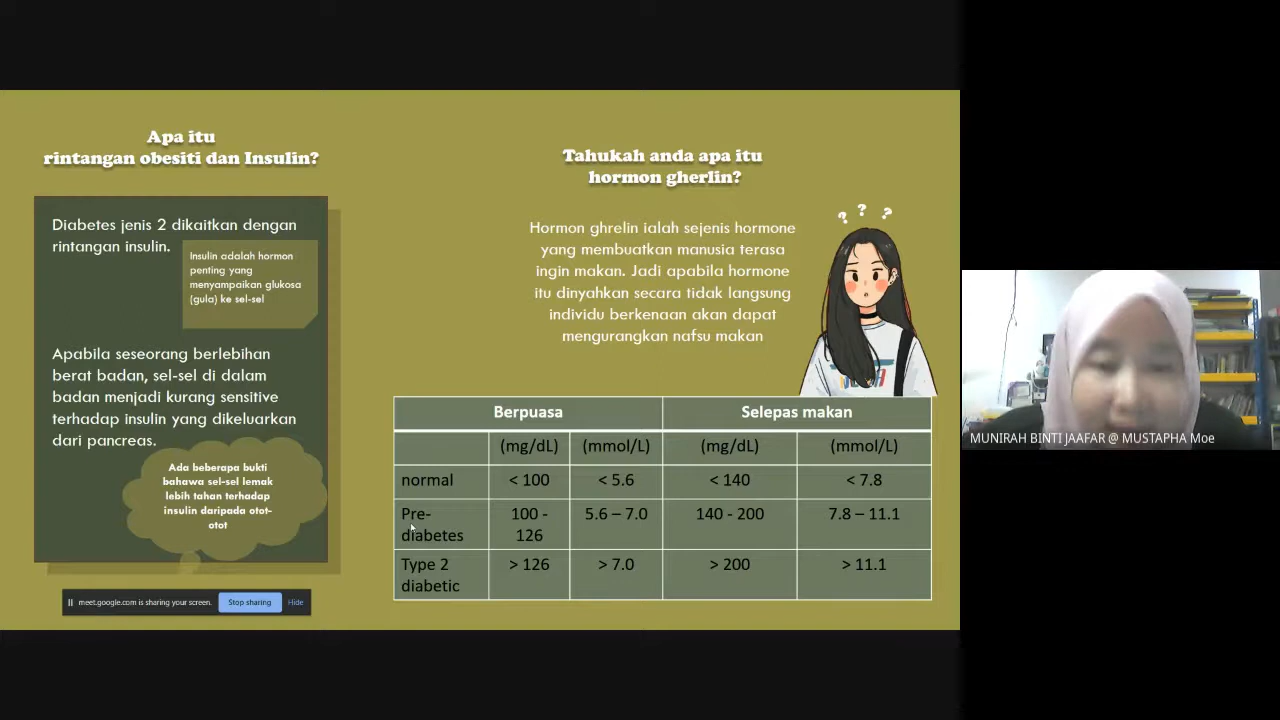 Apa itu
rintangan obesiti dan Insulin?
Diabetes jenis 2 dikaitkan dengan
rintangan insulin.
Insulin adalah hormon
penting yang
menyampaikan glukosa
(gula) ke sel-sel
Apabila seseorang berlebihan
berat badan, sel-sel di dalam
badan menjadi kurang sensitive
terhadap insulin yang dikeluarkan
dari pancreas.
Ada beberapa bukti
bahawa sel-sel lemak
lebih tahan terhadap
insulin daripada otot-
otot
meet.google.com is sharing your screen. Stop sharing Hide
Tahukah anda apa itu
hormon gherlin?
Hormon ghrelin ialah sejenis hormone
yang membuatkan manusia terasa
ingin makan. Jadi apabila hormone
itu dinyahkan secara tidak langsung
individu berkenaan akan dapat
mengurangkan nafsu makan
? ? ?
Berpuasa Selepas makan
(mg/dL) (mmol/L) (mg/dL) (mmol/L)
normal < 100 < 5.6 < 140 < 7.8
Pre- 100 - 5.6 – 7.0 140 - 200 7.8 – 11.1
diabetes 126
Type 2 > 126 > 7.0 > 200 > 11.1
diabetic
MUNIRAH BINTI JAAFAR @ MUSTAPHA Moe